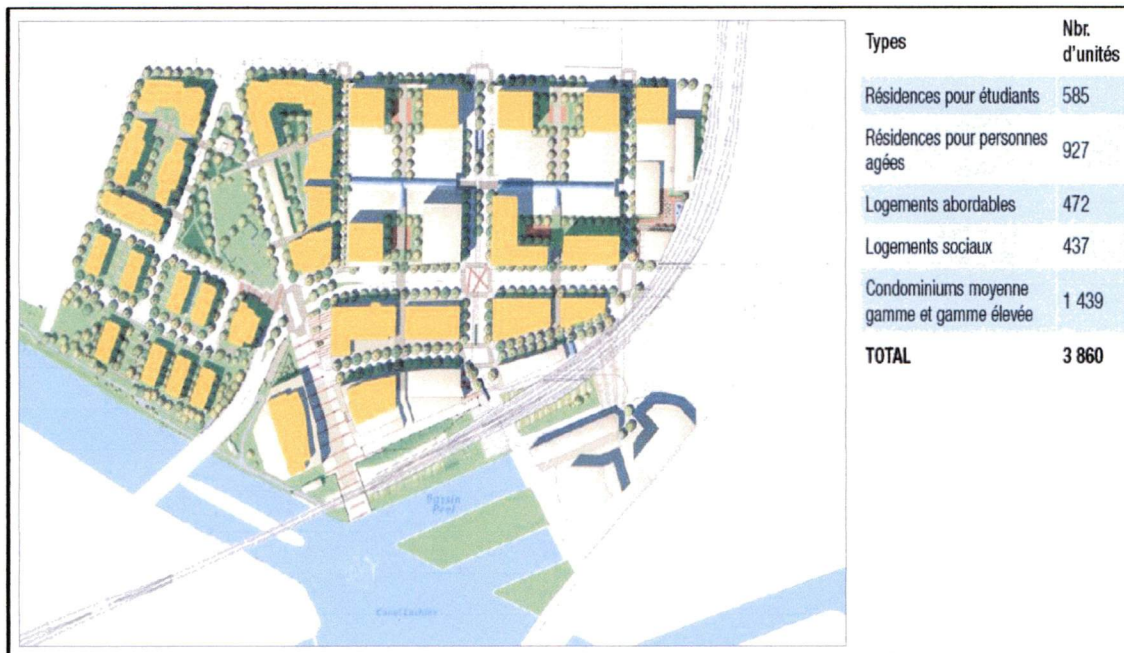 Types
Nbr.
d'unités
Résidences pour étudiants 585
Résidences pour personnes
agées 927
Logements abordables 472
Logements sociaux 437
Condominiums moyenne
gamme et gamme élevée 1 439
TOTAL 3 860
Bassin
Peel
Canal Lachine